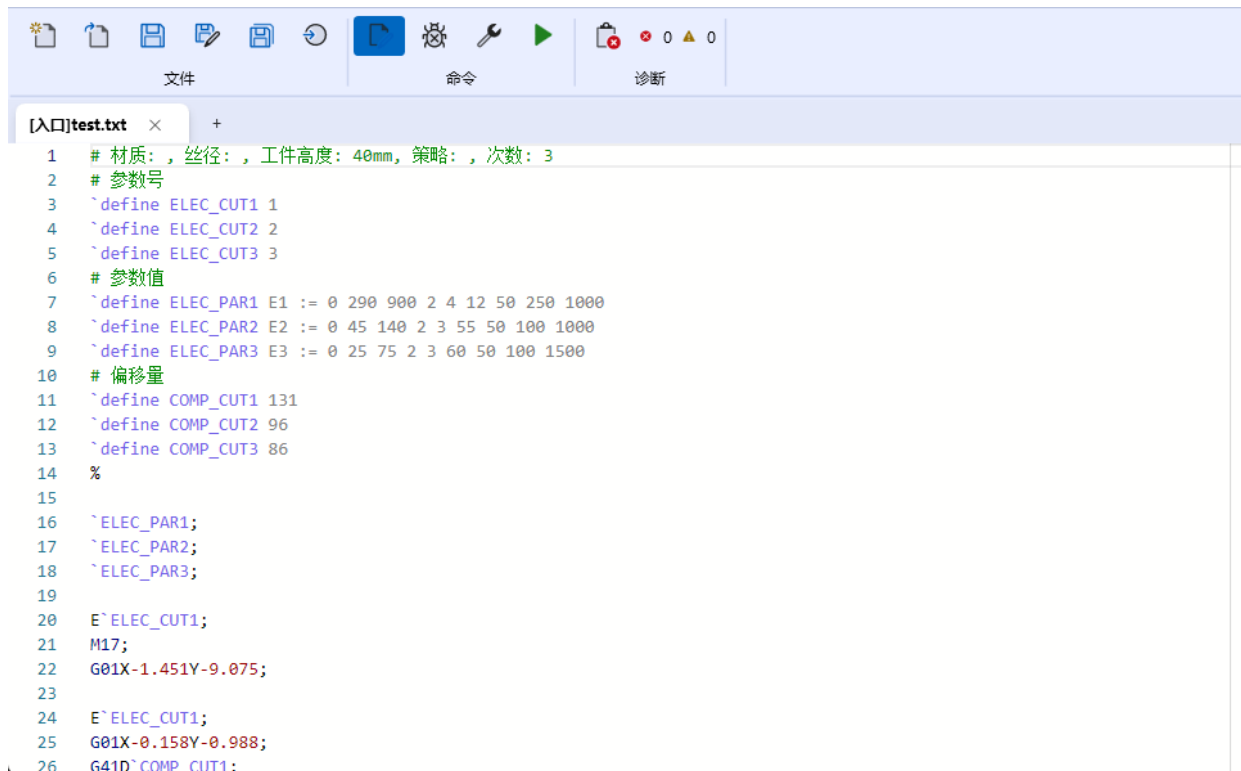 0 0
文件 命令 诊断
[入口]test.txt × +
1 # 材质: , 丝径: , 工件高度: 40mm, 策略: , 次数: 3
2 # 参数号
3 `define ELEC_CUT1 1
4 `define ELEC_CUT2 2
5 `define ELEC_CUT3 3
6 # 参数值
7 `define ELEC_PAR1 E1 := 0 290 900 2 4 12 50 250 1000
8 `define ELEC_PAR2 E2 := 0 45 140 2 3 55 50 100 1000
9 `define ELEC_PAR3 E3 := 0 25 75 2 3 60 50 100 1500
10 # 偏移量
11 `define COMP_CUT1 131
12 `define COMP_CUT2 96
13 `define COMP_CUT3 86
14 %
15
16 `ELEC_PAR1;
17 `ELEC_PAR2;
18 `ELEC_PAR3;
19
20 E`ELEC_CUT1;
21 M17;
22 G01X-1.451Y-9.075;
23
24 E`ELEC_CUT1;
25 G01X-0.158Y-0.988;
26 G41D`COMP_CUT1;